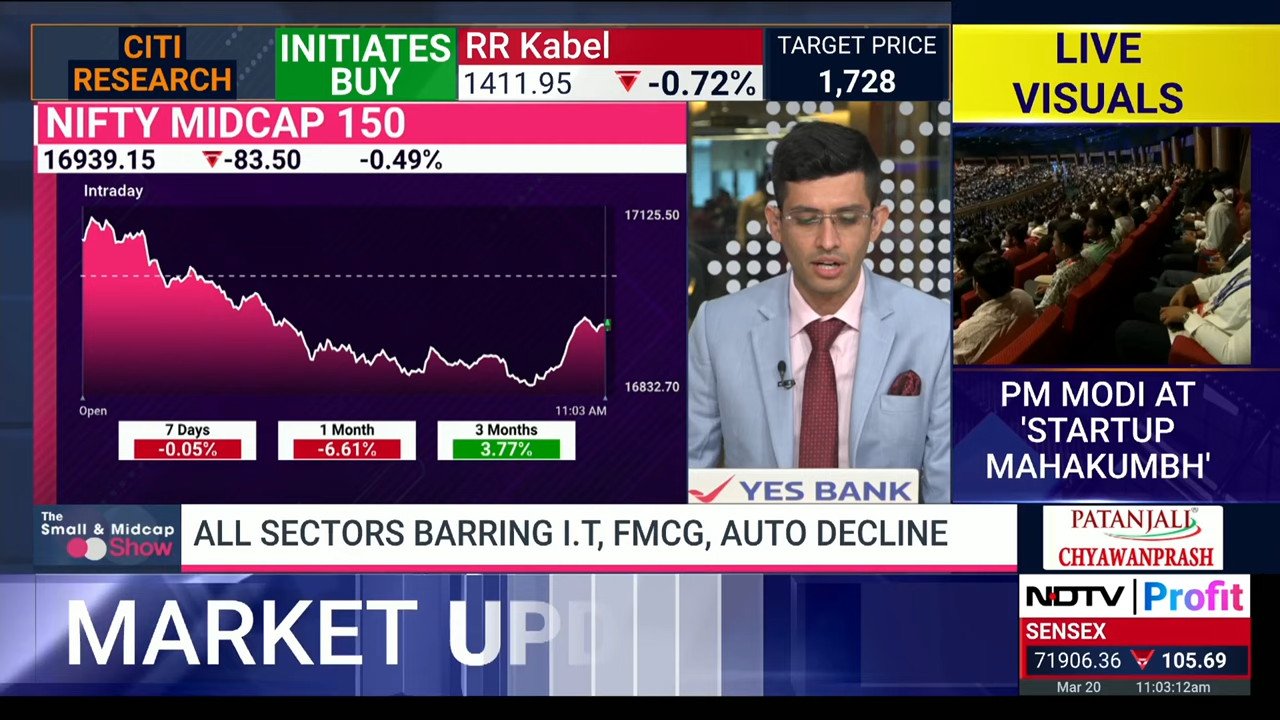 CITI
RESEARCH
INITIATES
BUY
RR Kabel
1411.95 -0.72%
TARGET PRICE
1,728
LIVE
VISUALS
NIFTY MIDCAP 150
16939.15 -83.50 -0.49%
Intraday
17125.50
16832.70
Open 11:03 AM
7 Days
-0.05%
1 Month
-6.61%
3 Months
3.77%
YES BANK
PM MODI AT
'STARTUP
MAHAKUMBH'
The
Small & Midcap
Show
ALL SECTORS BARRING I.T, FMCG, AUTO DECLINE
PATANJALI
CHYAWANPRASH
MARKET UPD
NDTV Profit
SENSEX
71906.36 105.69
Mar 20 11:03:12am